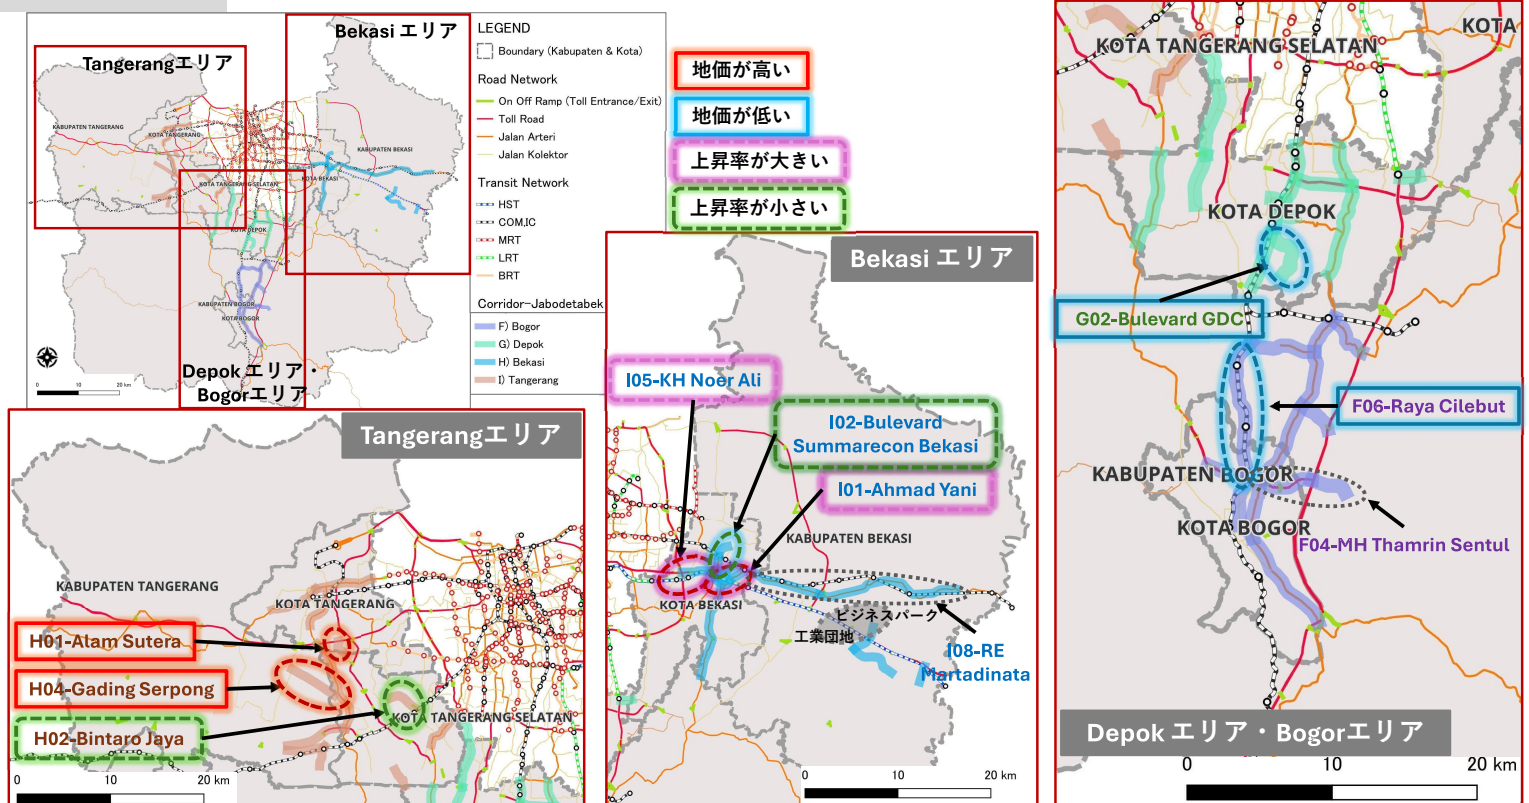 Tangerangエリア
Bekasi エリア
KABUPATEN TANGERANG
KOTA TANGERANG
KABUPATEN BEKASI
KOTA BEKASI
KOTA TANGERANG SELATAN
KOTA DEPOK
KABUPATEN BOGOR
KOTA BOGOR
Depok エリア・
Bogorエリア
0 10 20 km
LEGEND
Boundary (Kabupaten & Kota)
Road Network
On Off Ramp (Toll Entrance/Exit)
Toll Road
Jalan Arteri
Jalan Kolektor
Transit Network
HST
COM,IC
MRT
LRT
BRT
Corridor-Jabodetabek
F) Bogor
G) Depok
H) Bekasi
I) Tangerang
地価が高い
地価が低い
上昇率が大きい
上昇率が小さい
Tangerangエリア
KABUPATEN TANGERANG
KOTA TANGERANG
H01-Alam Sutera
H04-Gading Serpong
KOTA TANGERANG SELATAN
H02-Bintaro Jaya
0 10 20 km
Bekasi エリア
I05-KH Noer Ali
I02-Bulevard
Summarecon Bekasi
I01-Ahmad Yani
KABUPATEN BEKASI
KOTA BEKASI
ビジネスパーク
工業団地
I08-RE
Martadinata
0 10 20 km
KOTA
KOTA TANGERANG SELATAN
KOTA DEPOK
G02-Bulevard GDC
F06-Raya Cilebut
KABUPATEN BOGOR
KOTA BOGOR
F04-MH Thamrin Sentul
Depok エリア・Bogorエリア
0 10 20 km